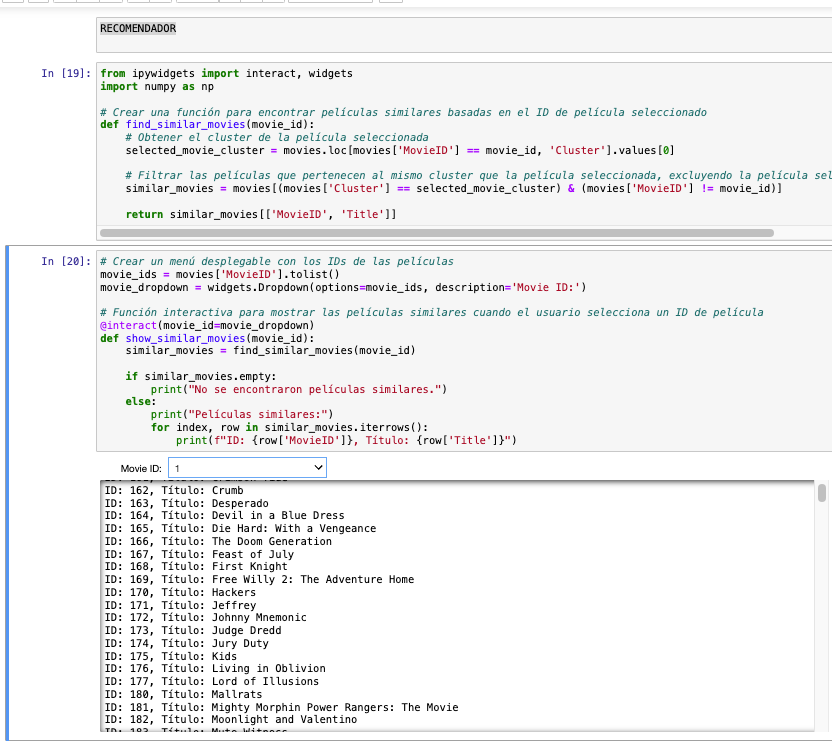 RECOMENDADOR
In [19]:
from ipywidgets import interact, widgets
import numpy as np
# Crear una función para encontrar películas similares basadas en el ID de película seleccionado
def find_similar_movies(movie_id):
# Obtener el cluster de la película seleccionada
selected_movie_cluster = movies.loc[movies['MovieID'] == movie_id, 'Cluster'].values[0]
# Filtrar las películas que pertenecen al mismo cluster que la película seleccionada, excluyendo la película sel
similar_movies = movies[(movies['Cluster'] == selected_movie_cluster) & (movies['MovieID'] != movie_id)]
return similar_movies[['MovieID', 'Title']]
In [20]:
# Crear un menú desplegable con los IDs de las películas
movie_ids = movies['MovieID'].tolist()
movie_dropdown = widgets.Dropdown(options=movie_ids, description='Movie ID:')
# Función interactiva para mostrar las películas similares cuando el usuario selecciona un ID de película
@interact(movie_id=movie_dropdown)
def show_similar_movies(movie_id):
similar_movies = find_similar_movies(movie_id)
if similar_movies.empty:
print("No se encontraron películas similares.")
else:
print("Películas similares:")
for index, row in similar_movies.iterrows():
print(f"ID: {row['MovieID']}, Título: {row['Title']}")
Movie ID: 1
ID: 162, Título: Crumb
ID: 163, Título: Desperado
ID: 164, Título: Devil in a Blue Dress
ID: 165, Título: Die Hard: With a Vengeance
ID: 166, Título: The Doom Generation
ID: 167, Título: Feast of July
ID: 168, Título: First Knight
ID: 169, Título: Free Willy 2: The Adventure Home
ID: 170, Título: Hackers
ID: 171, Título: Jeffrey
ID: 172, Título: Johnny Mnemonic
ID: 173, Título: Judge Dredd
ID: 174, Título: Jury Duty
ID: 175, Título: Kids
ID: 176, Título: Living in Oblivion
ID: 177, Título: Lord of Illusions
ID: 180, Título: Mallrats
ID: 181, Título: Mighty Morphin Power Rangers: The Movie
ID: 182, Título: Moonlight and Valentino
ID: 183, Título: Mute Witness